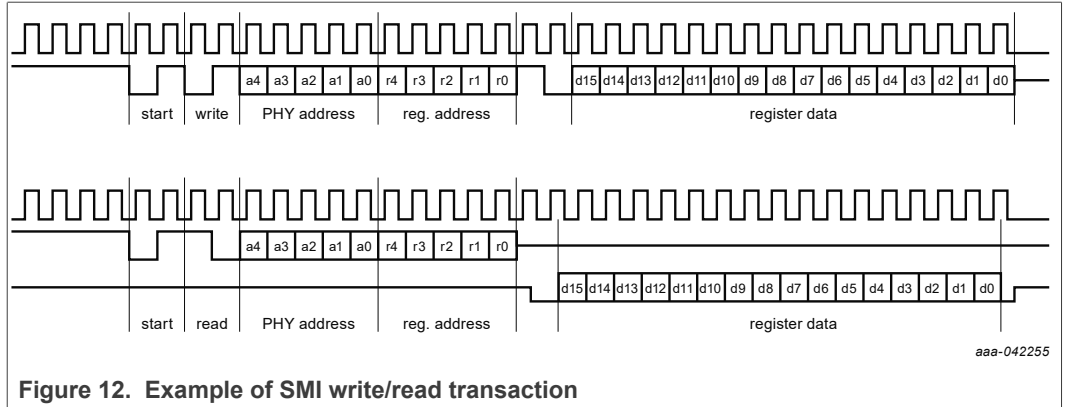 a4 a3 a2 a1 a0 r4 r3 r2 r1 r0 d15 d14 d13 d12 d11 d10 d9 d8 d7 d6 d5 d4 d3 d2 d1 d0
start write PHY address reg. address register data
a4 a3 a2 a1 a0 r4 r3 r2 r1 r0
d15 d14 d13 d12 d11 d10 d9 d8 d7 d6 d5 d4 d3 d2 d1 d0
start read PHY address reg. address register data
aaa-042255
Figure 12. Example of SMI write/read transaction